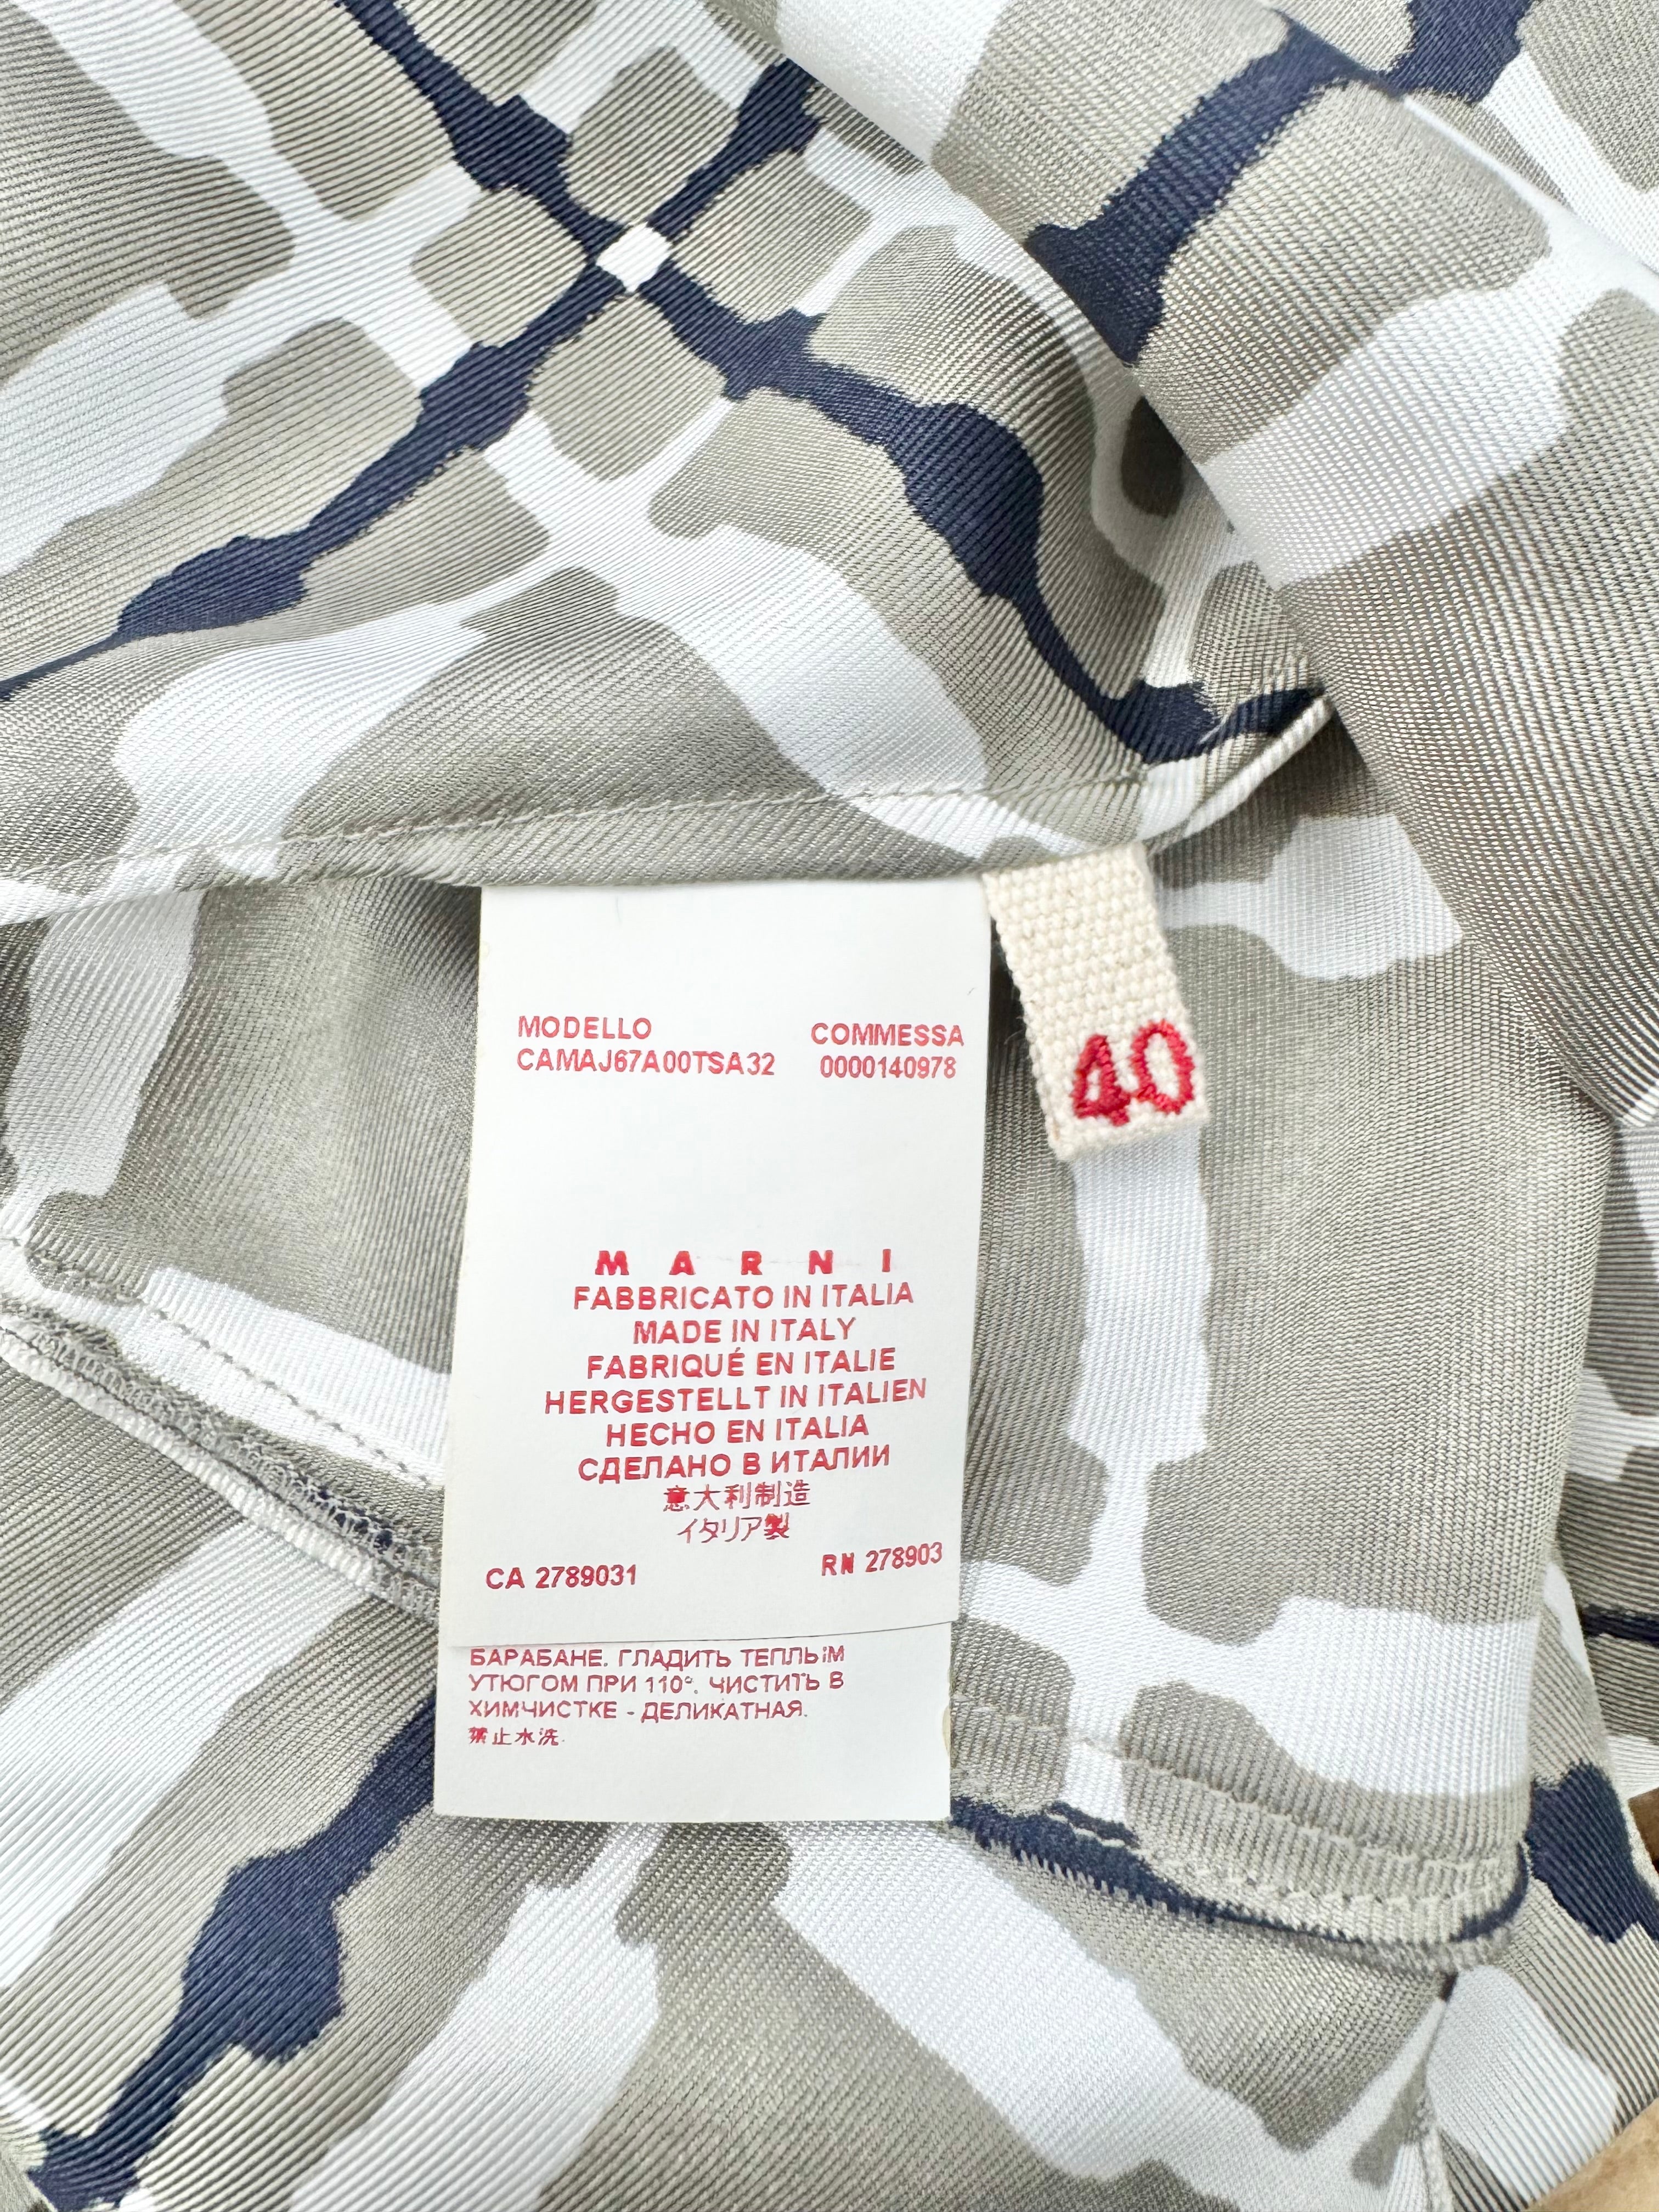 MODELLO COMMESSA
CAMAJ67A00TSA32 0000140978
40
MARNI
FABBRICATO IN ITALIA
MADE IN ITALY
FABRIQUÉ EN ITALIE
HERGESTELLT IN ITALIEN
HECHO EN ITALIA
СДЕЛАНО В ИТАЛИИ
意大利制造
イタリア製
CA 2789031 RN 278903
БАРАБАНЕ. ГЛАДИТЬ ТЕПЛЫМ
УТЮГОМ ПРИ 110°. ЧИСТИТЬ В
ХИМЧИСТКЕ - ДЕЛИКАТНАЯ.
禁止水洗.